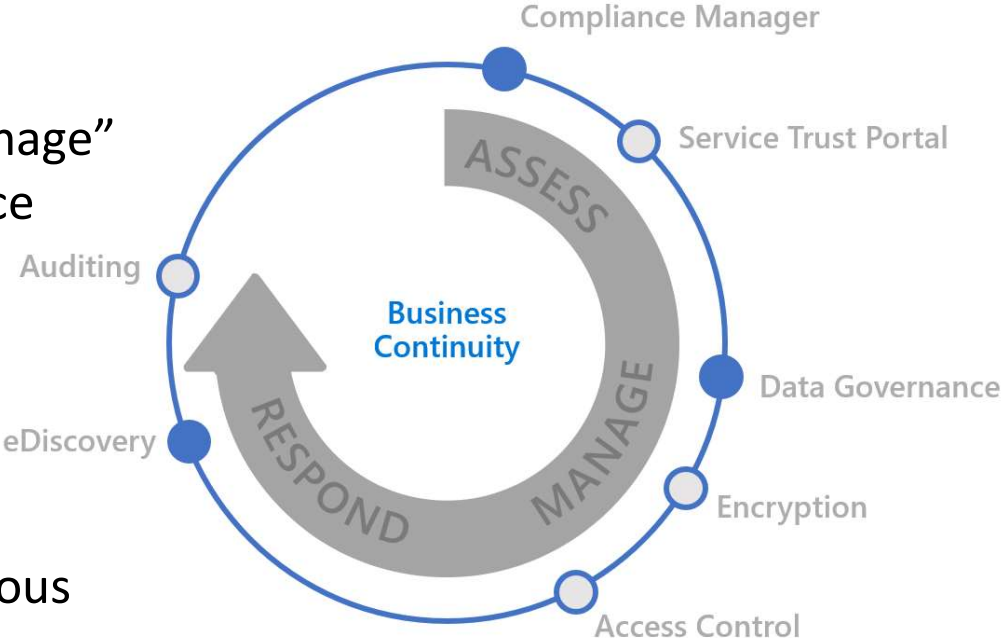 Compliance Manager
nage”
Service Trust Portal
ASSESS
ce
Auditing
Business
Continuity
MANAGE
Data Governance
RESPOND
eDiscovery
Encryption
ous
Access Control